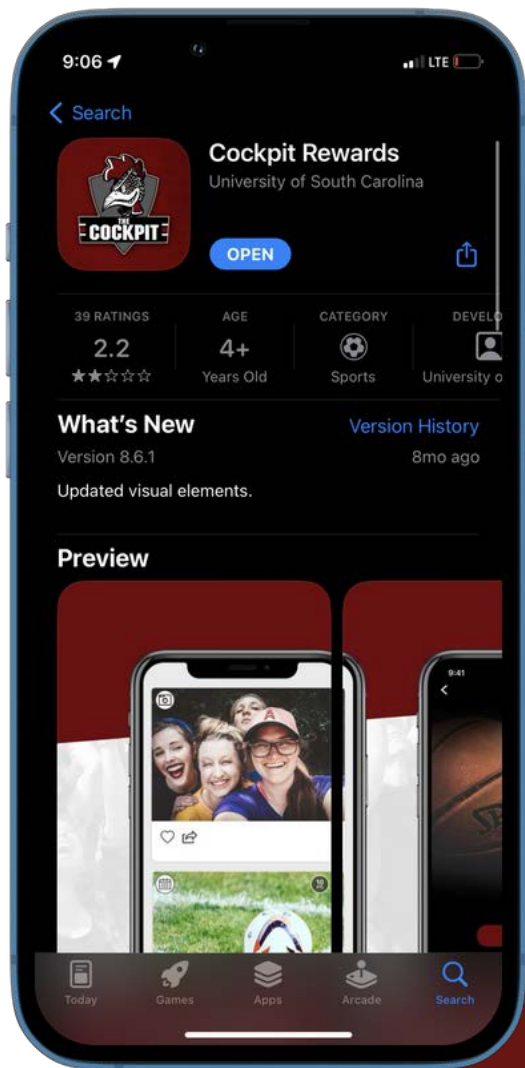 9:06
LTE
Search
THE
COCKPIT
Cockpit Rewards
University of South Carolina
OPEN
39 RATINGS
2.2
AGE
4+
Years Old
CATEGORY
Sports
DEVELO
University o
What's New
Version History
Version 8.6.1
8mo ago
Updated visual elements.
Preview
A
10
9:41
Today
Games
Apps
Arcade
Search